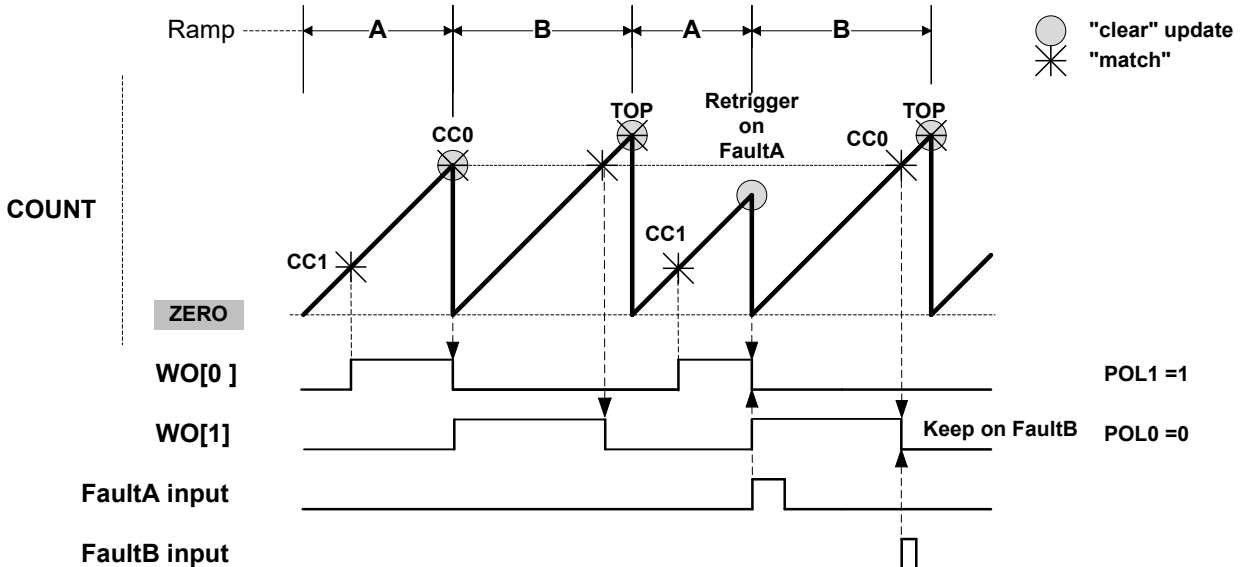 Ramp
A
B
A
B
"clear" update
"match"
TOP
Retrigger
on
FaultA
TOP
CC0
CC0
COUNT
CC1
CC1
ZERO
WO[0 ]
POL1 =1
WO[1]
Keep on FaultB
POL0 =0
FaultA input
FaultB input